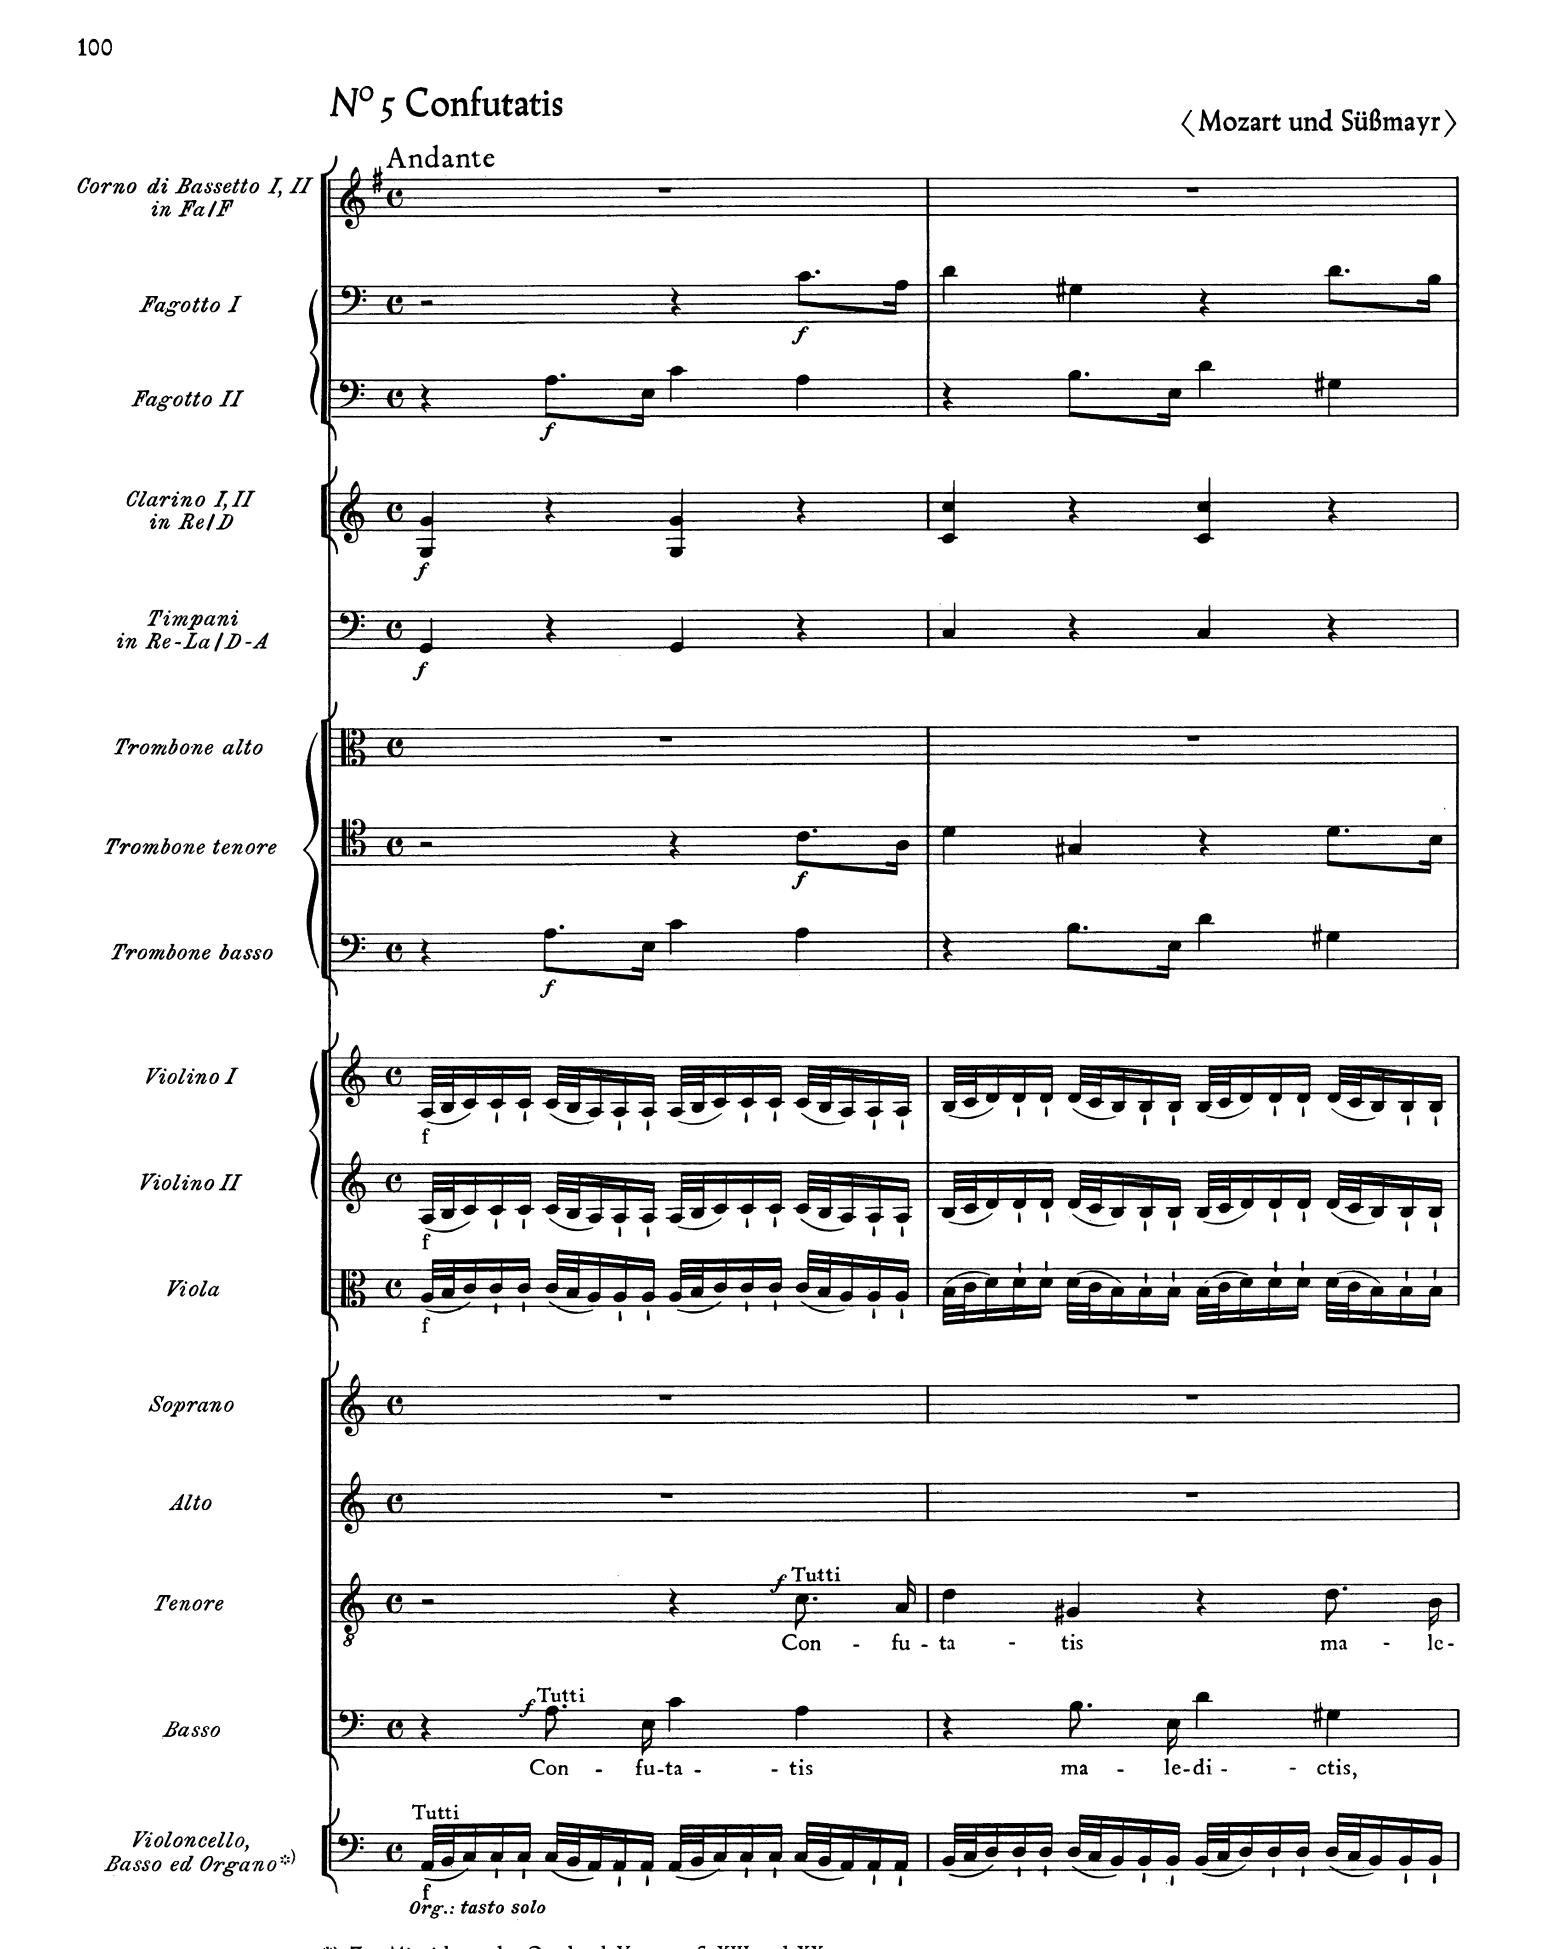 100
Nº 5 Confutatis
〈Mozart und Süßmayr〉
Andante
Corno di Bassetto I, II
in Fa/F
Fagotto I
f
Fagotto II
f
Clarino I, II
in Re/D
f
Timpani
in Re-La/D-A
f
Trombone alto
Trombone tenore
f
Trombone basso
f
Violino I
f
Violino II
f
Viola
f
Soprano
Alto
f Tutti
Tenore
8
Con - fu - ta - tis ma - le -
f Tutti
Basso
Con - fu - ta - - tis ma - le - di - - ctis,
Tutti
Violoncello,
Basso ed Organo*)
f
Org.: tasto solo